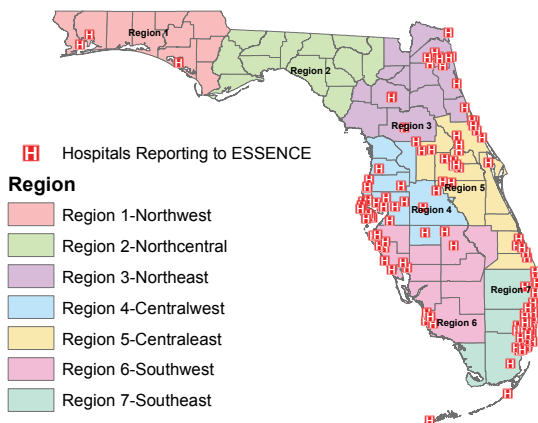 Region 1
Region 2
Region 3
Hospitals Reporting to ESSENCE
Region
Region 5
Region 1-Northwest
Region 4
Region 2-Northcentral
Region 3-Northeast
Region 7
Region 4-Centralwest
Region 6
Region 5-Centraleast
Region 6-Southwest
Region 7-Southeast
H